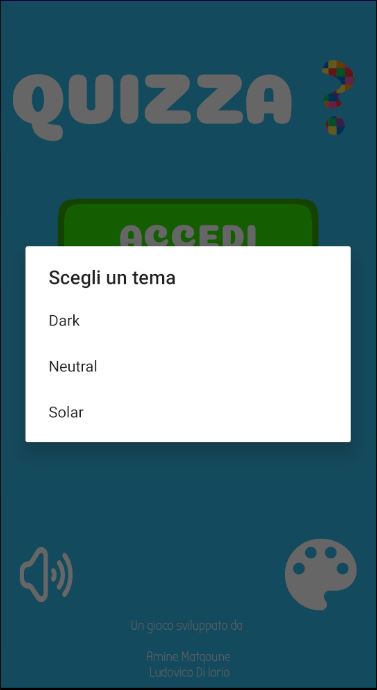 QUIZZA
ACCEDI
Scegli un tema
Dark
Neutral
Solar
Un gioco sviluppato da
Amine Matqoune
Ludovico Di Iorio